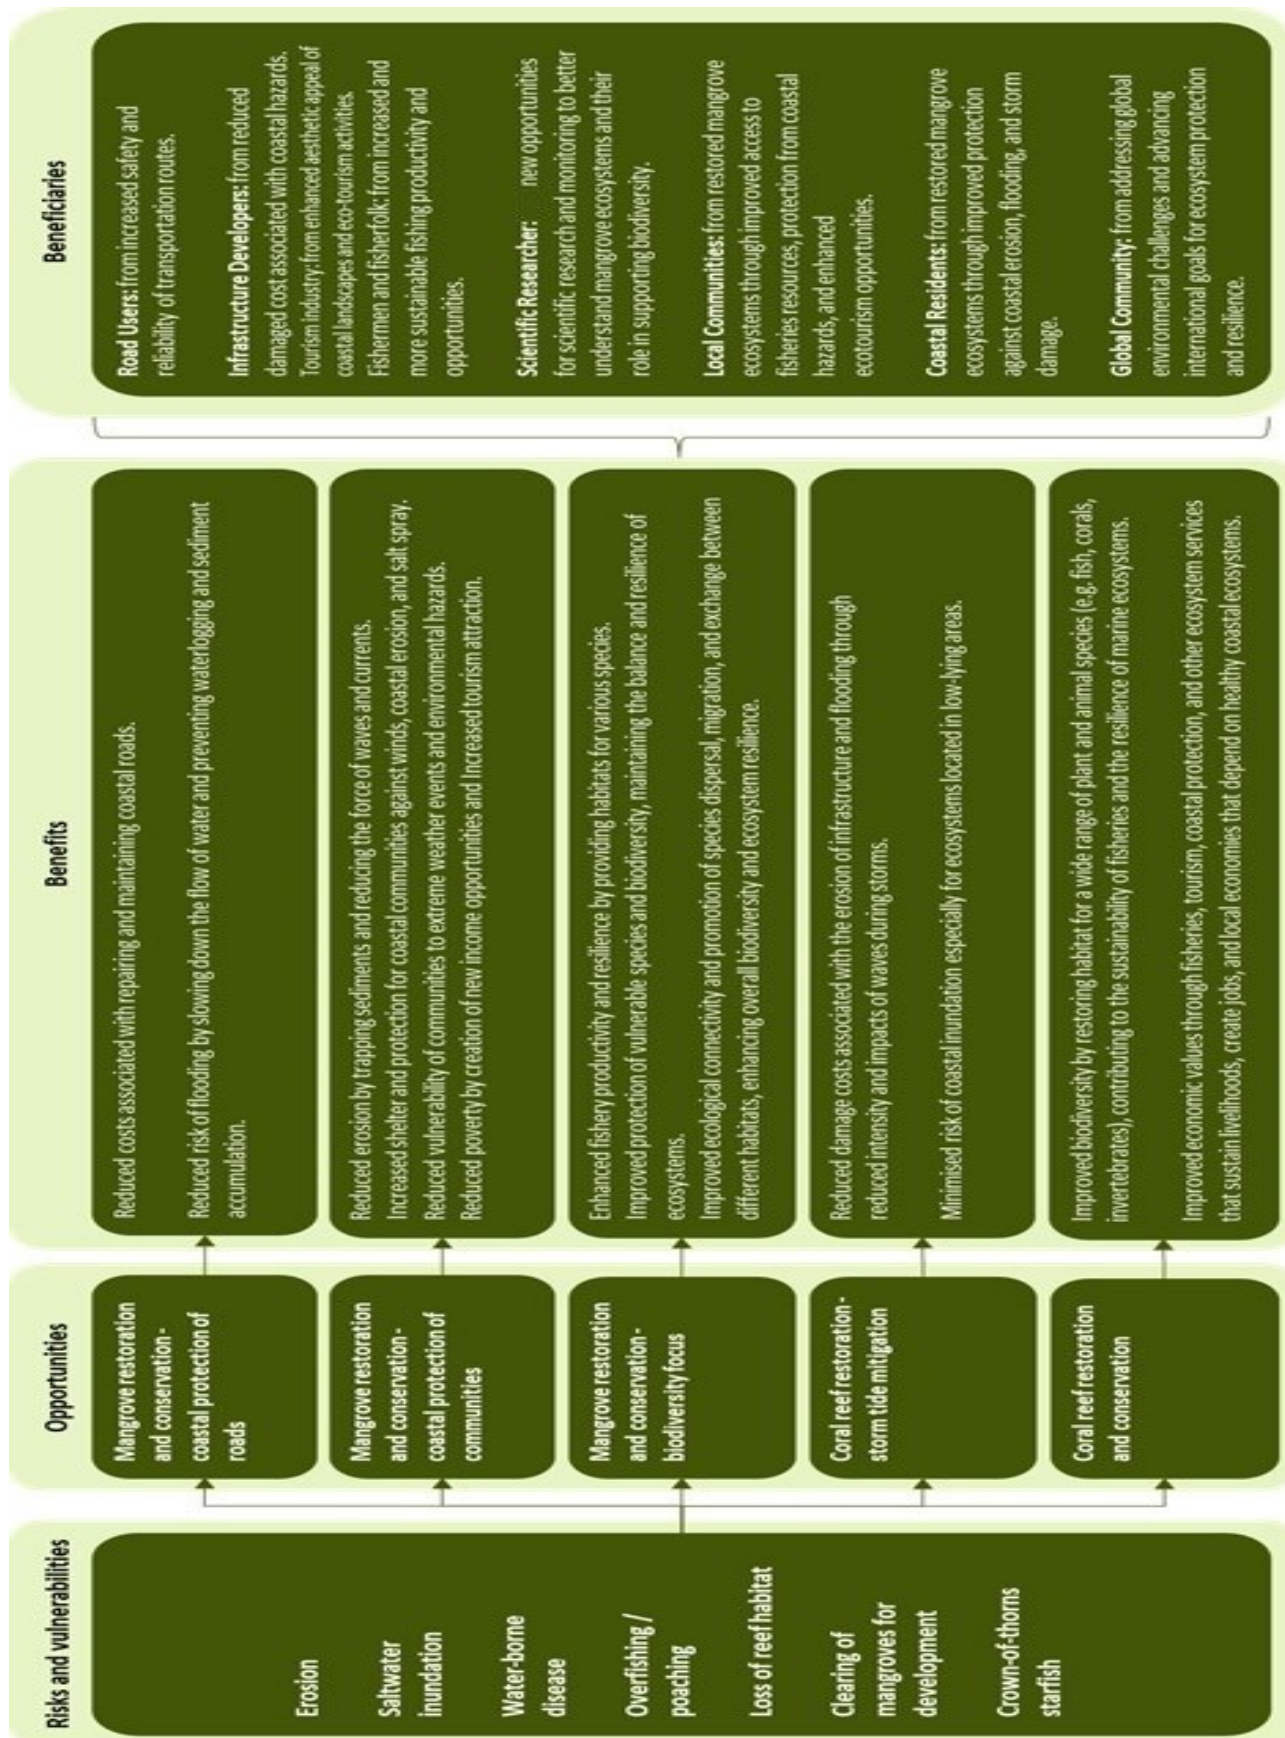 Risks and vulnerabilities
Erosion
Saltwater
inundation
Water-borne
disease
Overfishing /
poaching
Loss of reef habitat
Clearing of
mangroves for
development
Crown-of-thorns
starfish
Opportunities
Mangrove restoration
and conservation -
coastal protection of
roads
Mangrove restoration
and conservation -
coastal protection of
communities
Mangrove restoration
and conservation -
biodiversity focus
Coral reef restoration -
storm tide mitigation
Coral reef restoration
and conservation
Benefits
Reduced costs associated with repairing and maintaining coastal roads.
Reduced risk of flooding by slowing down the flow of water and preventing waterlogging and sediment
accumulation.
Reduced erosion by trapping sediments and reducing the force of waves and currents.
Increased shelter and protection for coastal communities against winds, coastal erosion, and salt spray.
Reduced vulnerability of communities to extreme weather events and environmental hazards.
Reduced poverty by creation of new income opportunities and Increased tourism attraction.
Enhanced fishery productivity and resilience by providing habitats for various species.
Improved protection of vulnerable species and biodiversity, maintaining the balance and resilience of
ecosystems.
Improved ecological connectivity and promotion of species dispersal, migration, and exchange between
different habitats, enhancing overall biodiversity and ecosystem resilience.
Reduced damage costs associated with the erosion of infrastructure and flooding through
reduced intensity and impacts of waves during storms.
Minimised risk of coastal inundation especially for ecosystems located in low-lying areas.
Improved biodiversity by restoring habitat for a wide range of plant and animal species (e.g. fish, corals,
invertebrates), contributing to the sustainability of fisheries and the resilience of marine ecosystems.
Improved economic values through fisheries, tourism, coastal protection, and other ecosystem services
that sustain livelihoods, create jobs, and local economies that depend on healthy coastal ecosystems.
Beneficiaries
Road Users: from increased safety and
reliability of transportation routes.
Infrastructure Developers: from reduced
damaged cost associated with coastal hazards.
Tourism Industry: from enhanced aesthetic appeal of
coastal landscapes and eco-tourism activities.
Fishermen and fisherfolk: from increased and
more sustainable fishing productivity and
opportunities.
Scientific Researcher: new opportunities
for scientific research and monitoring to better
understand mangrove ecosystems and their
role in supporting biodiversity.
Local Communities: from restored mangrove
ecosystems through improved access to
fisheries resources, protection from coastal
hazards, and enhanced
ecotourism opportunities.
Coastal Residents: from restored mangrove
ecosystems through improved protection
against coastal erosion, flooding, and storm
damage.
Global Community: from addressing global
environmental challenges and advancing
international goals for ecosystem protection
and resilience.